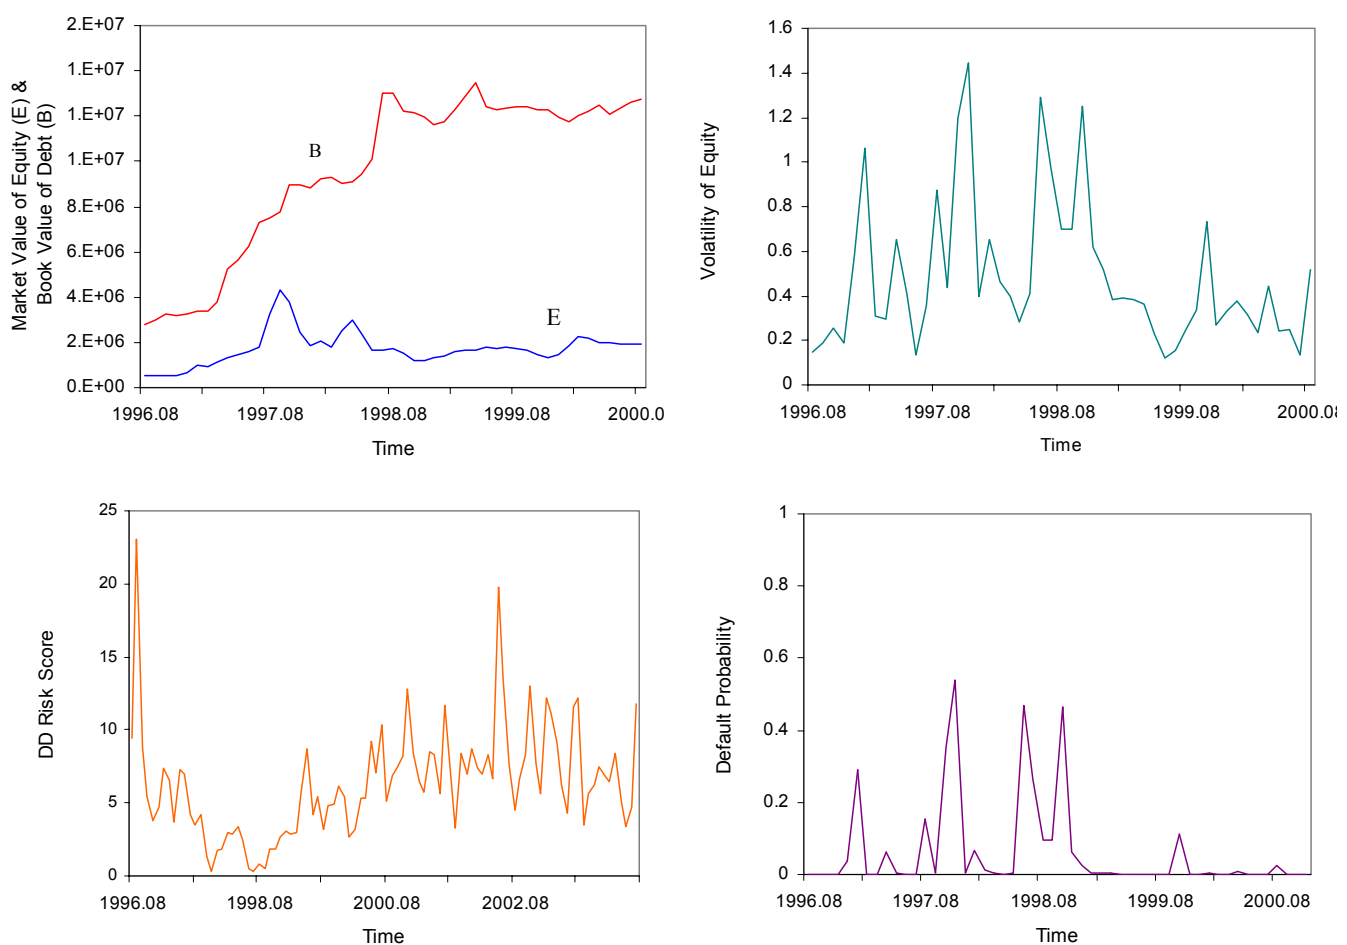 Market Value of Equity (E) &
Book Value of Debt (B)
2.E+07
1.E+07
1.E+07
1.E+07
8.E+06
6.E+06
4.E+06
2.E+06
0.E+00
B
E
1996.08 1997.08 1998.08 1999.08 2000.0
Time
Volatility of Equity
1.6
1.4
1.2
1
0.8
0.6
0.4
0.2
0
1996.08 1997.08 1998.08 1999.08 2000.08
Time
DD Risk Score
25
20
15
10
5
0
1996.08 1998.08 2000.08 2002.08
Time
Default Probability
1
0.8
0.6
0.4
0.2
0
1996.08 1997.08 1998.08 1999.08 2000.08
Time